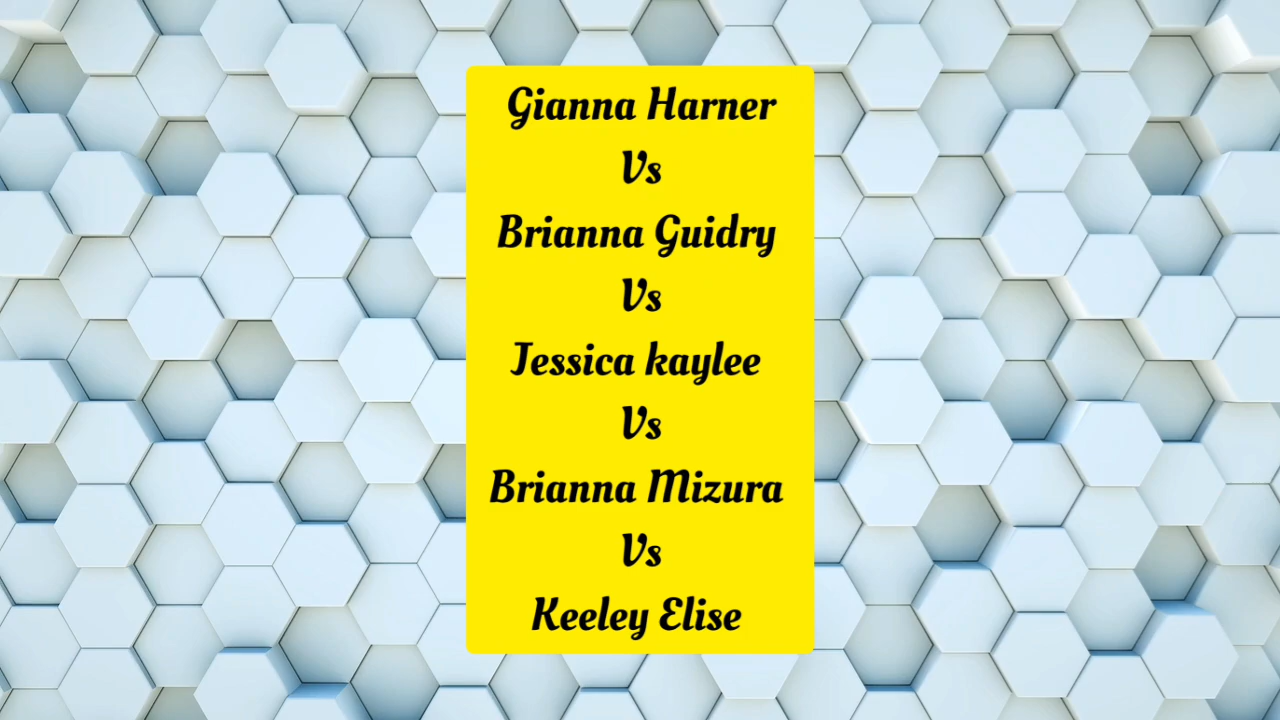 Gianna Harner
Vs
Brianna Guidry
Vs
Jessica kaylee
Vs
Brianna Mizura
Vs
Keeley Elise